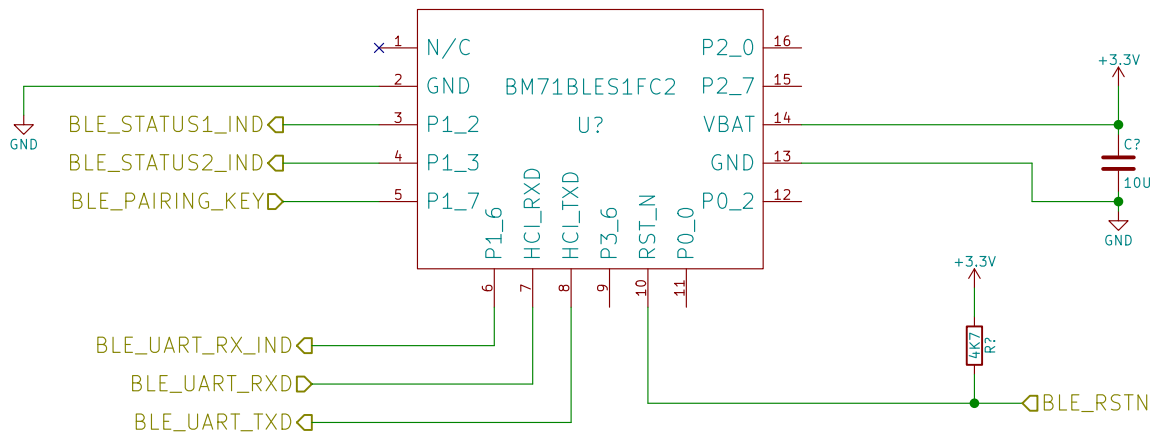 1 N/C P2_0 16
+3.3V
2 GND BM71BLES1FC2 P2_7 15
BLE_STATUS1_IND 3 P1_2 U? VBAT 14
GND
C?
BLE_STATUS2_IND 4 P1_3 GND 13
10U
BLE_PAIRING_KEY 5 P1_7 P0_2 12
P1_6 HCI_RXD HCI_TXD P3_6 RST_N P0_0
GND
6 7 8 9 10 11
+3.3V
BLE_UART_RX_IND
4K7 R?
BLE_UART_RXD
BLE_RSTN
BLE_UART_TXD